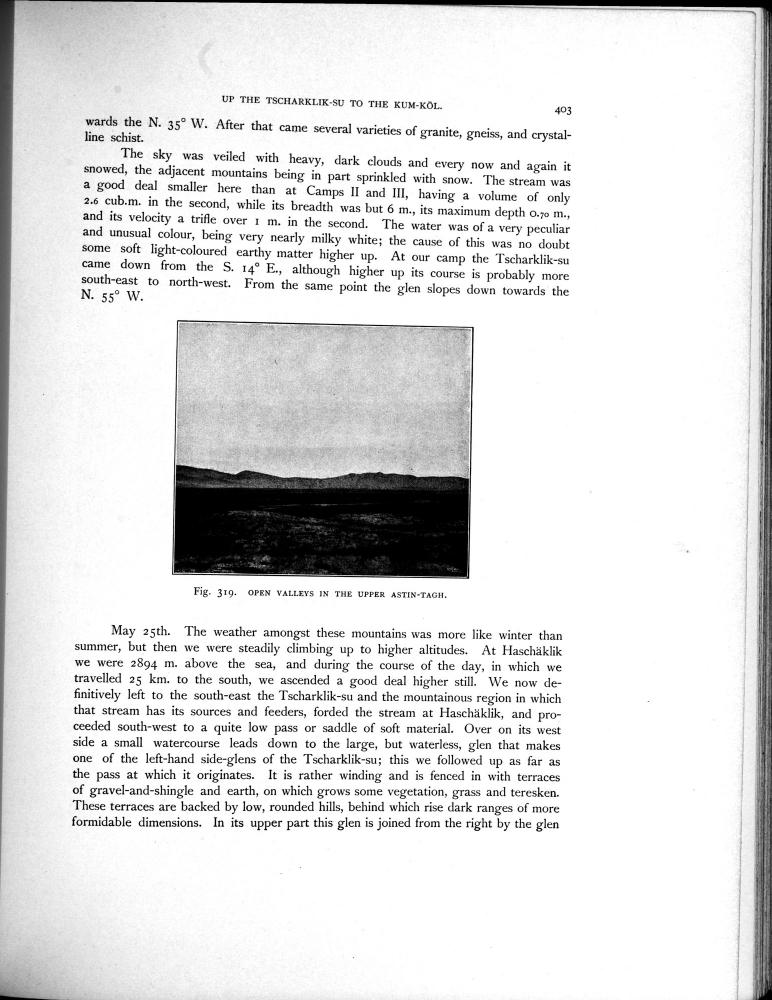 UP THE TSCHARKLIK-SU TO THE KUM-KÖL.
403
wards the N. 35° W. After that came several varieties of granite, gneiss, and crystal-
line schist.
The sky was veiled with heavy, dark clouds and every now and again it
snowed, the adjacent mountains being in part sprinkled with snow. The stream was
a good deal smaller here than at Camps II and III, having a volume of only
2.6 cub.m. in the second, while its breadth was but 6 m., its maximum depth 0.70 m.,
and its velocity a trifle over 1 m. in the second. The water was of a very peculiar
and unusual colour, being very nearly milky white; the cause of this was no doubt
some soft light-coloured earthy matter higher up. At our camp the Tscharklik-su
came down from the S. 14° E., although higher up its course is probably more
south-east to north-west. From the same point the glen slopes down towards the
N. 55° W.
Fig. 319. OPEN VALLEYS IN THE UPPER ASTIN-TAGH.
May 25th. The weather amongst these mountains was more like winter than
summer, but then we were steadily climbing up to higher altitudes. At Haschäklik
we were 2894 m. above the sea, and during the course of the day, in which we
travelled 25 km. to the south, we ascended a good deal higher still. We now de-
finitively left to the south-east the Tscharklik-su and the mountainous region in which
that stream has its sources and feeders, forded the stream at Haschäklik, and pro-
ceeded south-west to a quite low pass or saddle of soft material. Over on its west
side a small watercourse leads down to the large, but waterless, glen that makes
one of the left-hand side-glens of the Tscharklik-su; this we followed up as far as
the pass at which it originates. It is rather winding and is fenced in with terraces
of gravel-and-shingle and earth, on which grows some vegetation, grass and teresken.
These terraces are backed by low, rounded hills, behind which rise dark ranges of more
formidable dimensions. In its upper part this glen is joined from the right by the glen